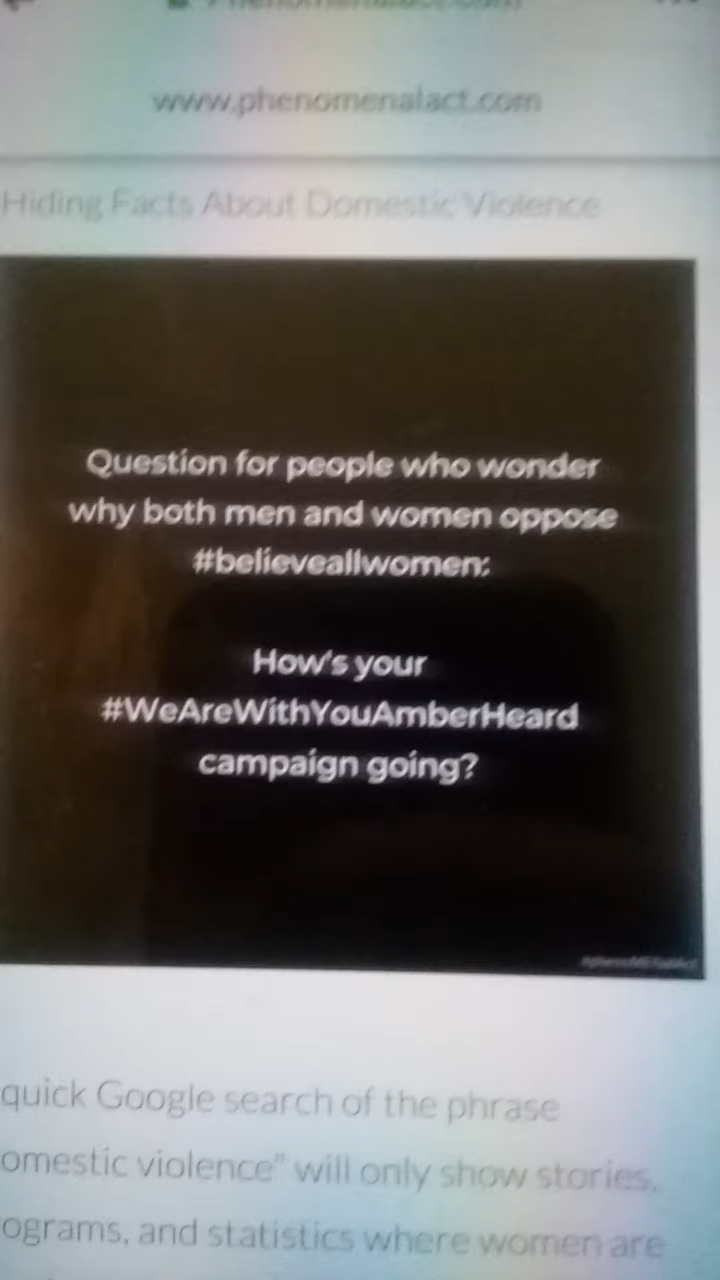 www.phenomenalact.com
Hiding Facts About Domestic Violence
Question for people who wonder
why both men and women oppose
#believeallwomen:
How's your
#WeAreWithYouAmberHeard
campaign going?
quick Google search of the phrase
omestic violence" will only show stories,
ograms, and statistics where women are